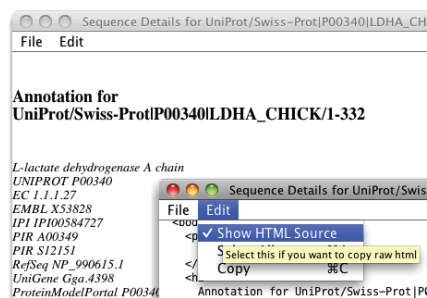 Sequence Details for UniProt/Swiss-Prot|P00340|LDHA_CH
File Edit
Annotation for
UniProt/Swiss-Prot|P00340|LDHA_CHICK/1-332
L-lactate dehydrogenase A chain
UNIPROT P00340
EC 1.1.1.27
EMBL X53828
IPI IPI00584727
PIR A00349
PIR S12151
RefSeq NP_990615.1
UniGene Gga.4398
ProteinModelPortal P00340
Sequence Details for UniProt/Swis
File Edit
<bod
Show HTML Source
<p
Select this if you want to copy raw html
</
Copy ⌘C
<h
Annotation for UniProt/Swiss-Prot|P0